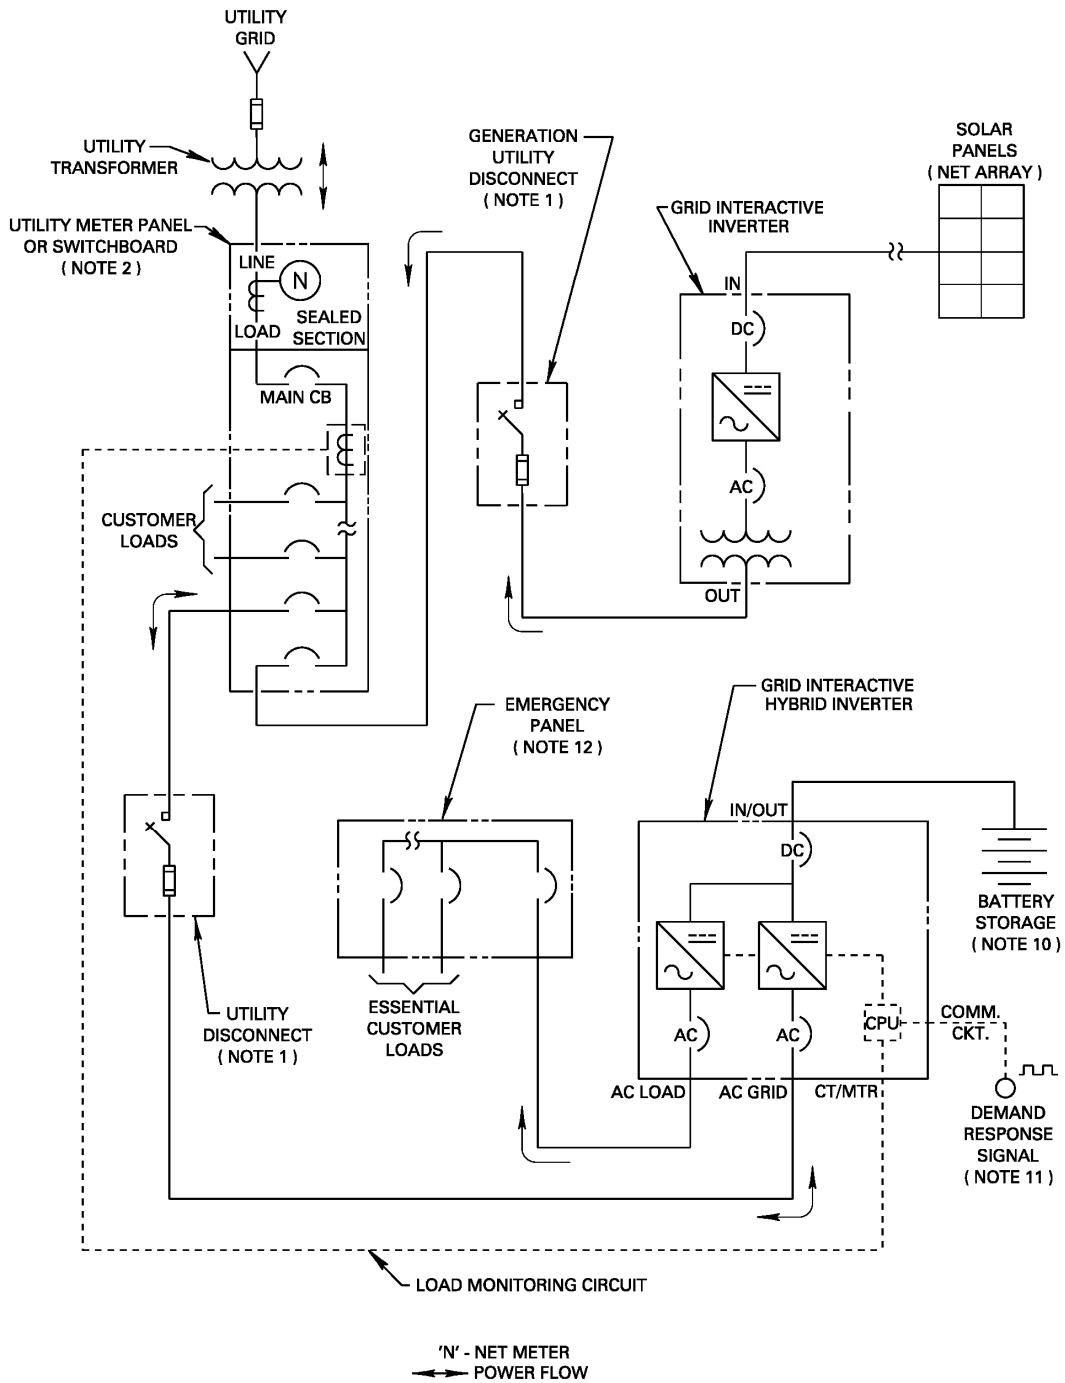 UTILITY
GRID
UTILITY
TRANSFORMER
GENERATION
UTILITY
DISCONNECT
( NOTE 1 )
SOLAR
PANELS
( NET ARRAY )
UTILITY METER PANEL
OR SWITCHBOARD
( NOTE 2 )
GRID INTERACTIVE
INVERTER
LINE
N
LOAD
SEALED
SECTION
MAIN CB
IN
DC
AC
OUT
CUSTOMER
LOADS
EMERGENCY
PANEL
( NOTE 12 )
GRID INTERACTIVE
HYBRID INVERTER
IN/OUT
DC
BATTERY
STORAGE
( NOTE 10 )
UTILITY
DISCONNECT
( NOTE 1 )
ESSENTIAL
CUSTOMER
LOADS
AC
AC
CPU
COMM.
CKT.
AC LOAD
AC GRID
CT/MTR
DEMAND
RESPONSE
SIGNAL
( NOTE 11 )
LOAD MONITORING CIRCUIT
'N' - NET METER
POWER FLOW